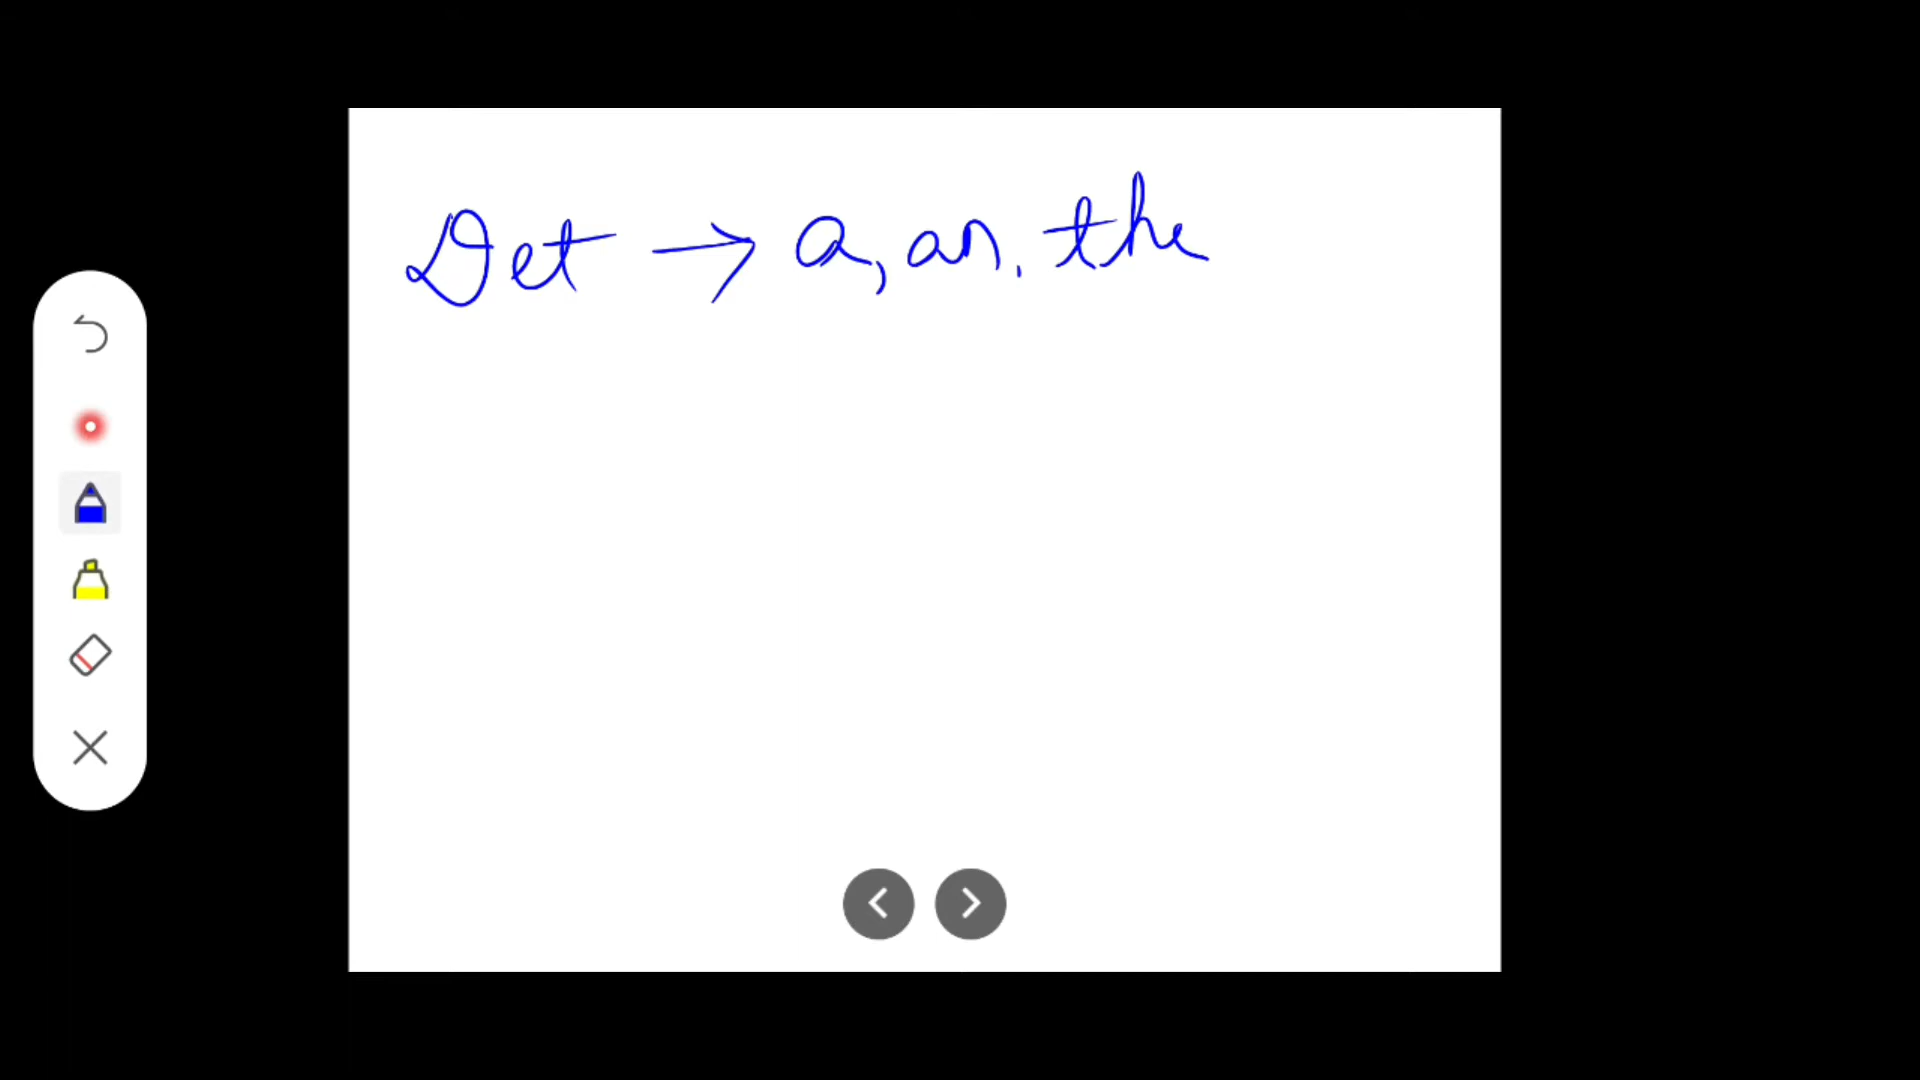 Det → a, an, the